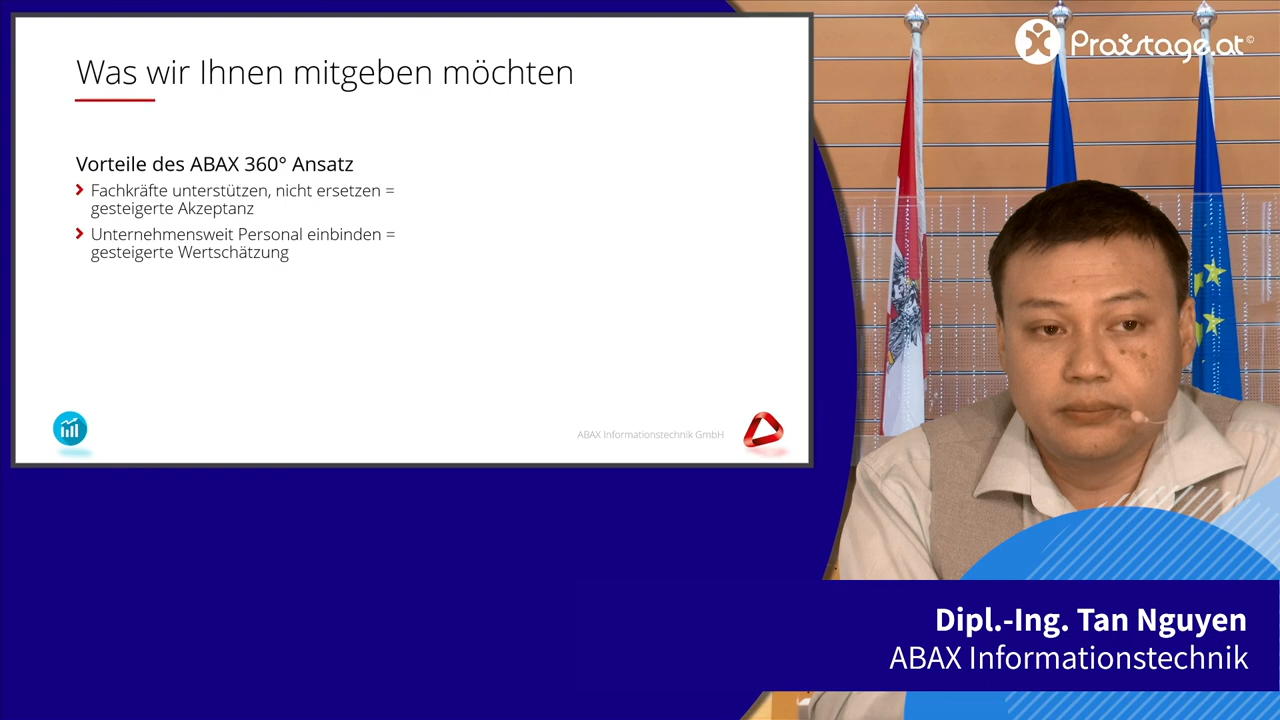 Was wir Ihnen mitgeben möchten
Vorteile des ABAX 360° Ansatz
Fachkräfte unterstützen, nicht ersetzen =
gesteigerte Akzeptanz
Unternehmensweit Personal einbinden =
gesteigerte Wertschätzung
ABAX Informationstechnik GmbH
Praxistage.at©
Dipl.-Ing. Tan Nguyen
ABAX Informationstechnik